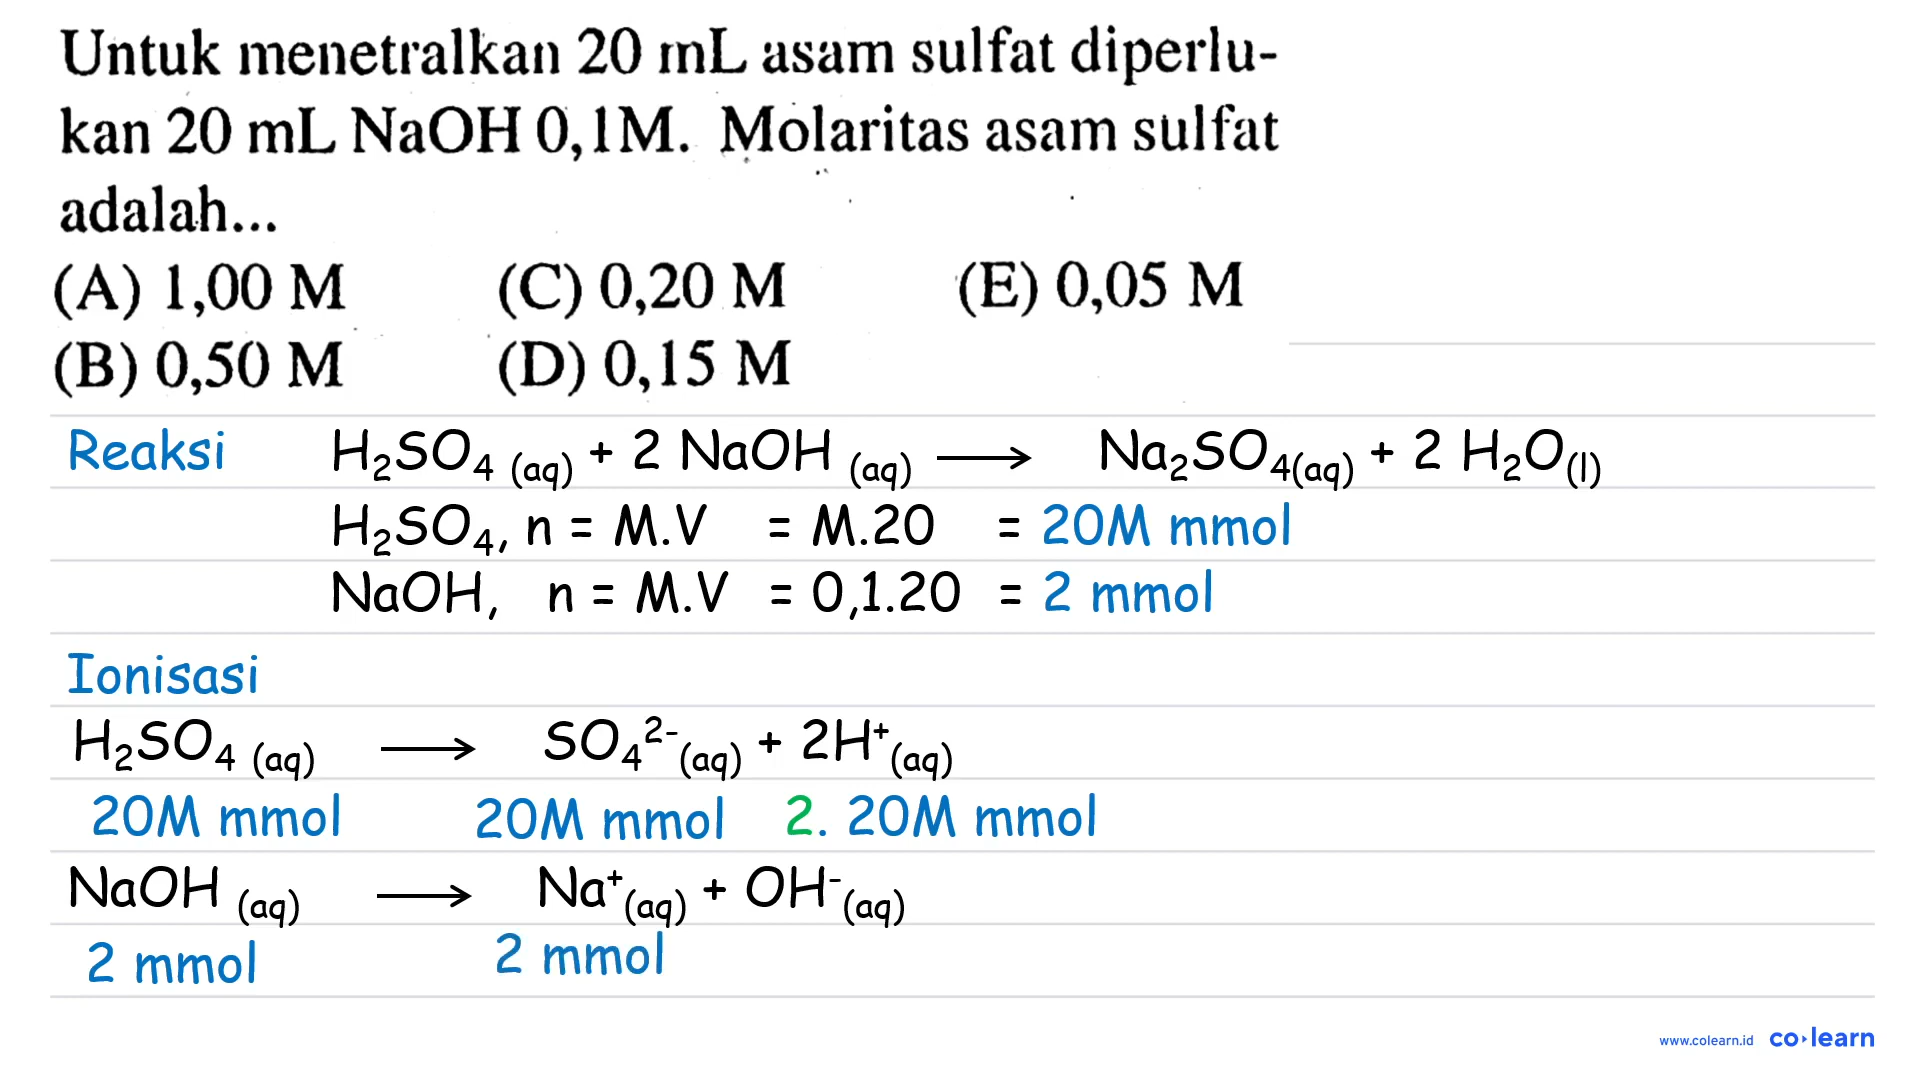 Untuk menetralkan 20 mL asam sulfat diperlu-
kan 20 mL NaOH 0,1M. Molaritas asam sulfat
adalah...
(A) 1,00 M (C) 0,20 M (E) 0,05 M
(B) 0,50 M (D) 0,15 M
Reaksi H₂SO₄ (aq) + 2 NaOH (aq) ⟶ Na₂SO₄(aq) + 2 H₂O(l)
H₂SO₄, n = M.V = M.20 = 20M mmol
NaOH, n = M.V = 0,1.20 = 2 mmol
Ionisasi
H₂SO₄ (aq) ⟶ SO₄²⁻(aq) + 2H⁺(aq)
20M mmol 20M mmol 2. 20M mmol
NaOH (aq) ⟶ Na⁺(aq) + OH⁻(aq)
2 mmol 2 mmol
www.colearn.id co·learn